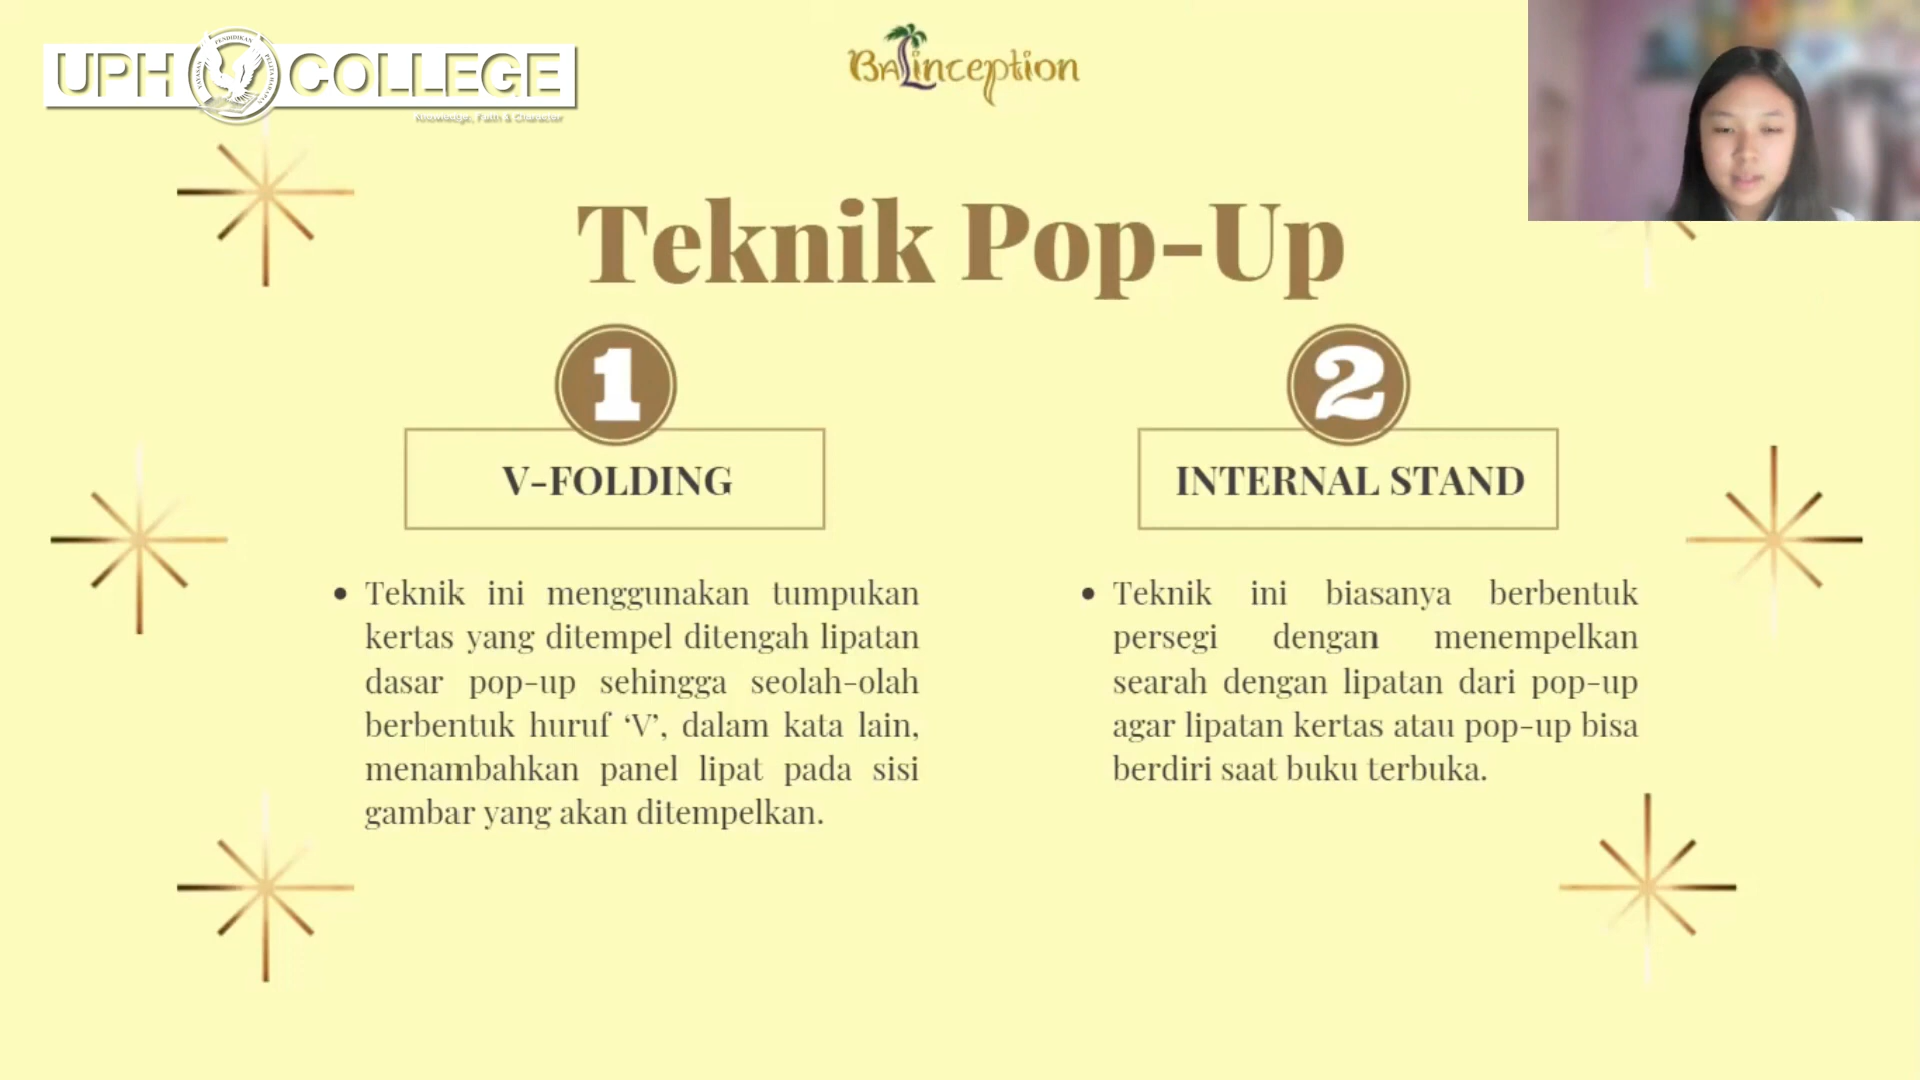 UPH COLLEGE
Knowledge, Faith & Character
BALinception
Teknik Pop-Up
1
V-FOLDING
Teknik ini menggunakan tumpukan
kertas yang ditempel ditengah lipatan
dasar pop-up sehingga seolah-olah
berbentuk huruf ‘V’, dalam kata lain,
menambahkan panel lipat pada sisi
gambar yang akan ditempelkan.
2
INTERNAL STAND
Teknik ini biasanya berbentuk
persegi dengan menempelkan
searah dengan lipatan dari pop-up
agar lipatan kertas atau pop-up bisa
berdiri saat buku terbuka.